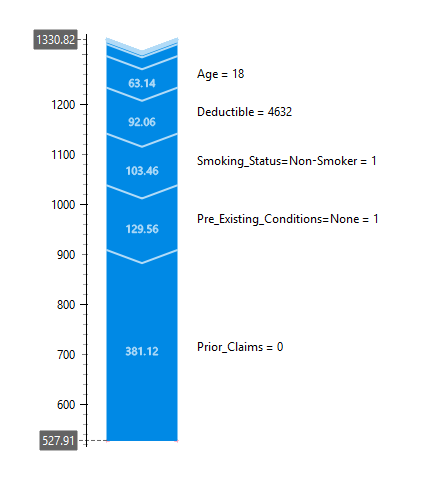 1330.82
Age = 18
63.14
1200
Deductible = 4632
92.06
1100
Smoking_Status=Non-Smoker = 1
103.46
1000
Pre_Existing_Conditions=None = 1
129.56
900
800
Prior_Claims = 0
381.12
700
600
527.91